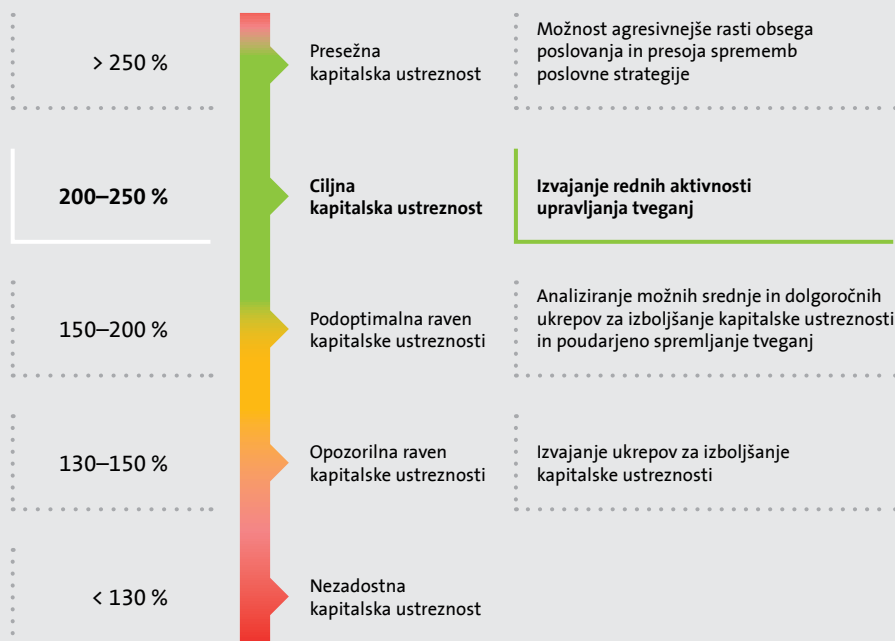 > 250 %
Presežna
kapitalska ustreznost
Možnost agresivnejše rasti obsega
poslovanja in presoja sprememb
poslovne strategije
200–250 %
Ciljna
kapitalska ustreznost
Izvajanje rednih aktivnosti
upravljanja tveganj
150–200 %
Podoptimalna raven
kapitalske ustreznosti
Analiziranje možnih srednje in dolgoročnih
ukrepov za izboljšanje kapitalske ustreznosti
in poudarjeno spremljanje tveganj
130–150 %
Opozorilna raven
kapitalske ustreznosti
Izvajanje ukrepov za izboljšanje
kapitalske ustreznosti
< 130 %
Nezadostna
kapitalska ustreznost